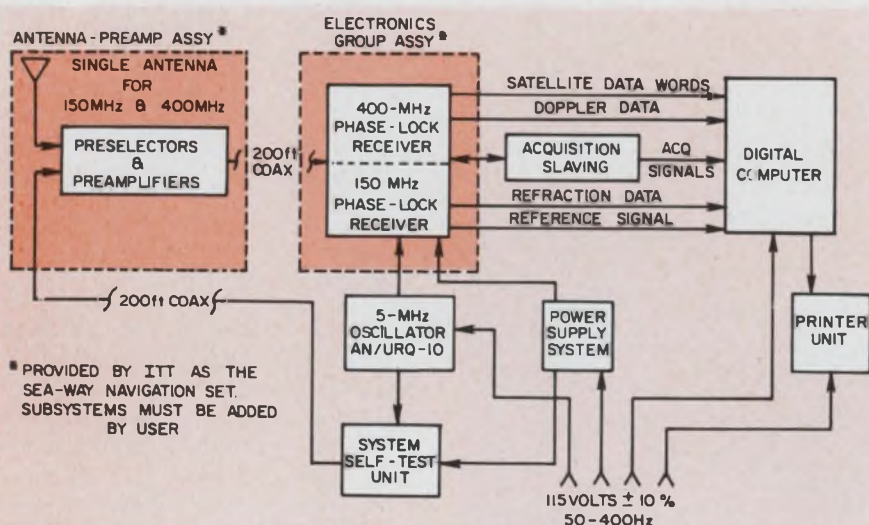 ANTENNA-PREAMP ASSY *
SINGLE ANTENNA
FOR
150MHz & 400MHz
PRESELECTORS
&
PREAMPLIFIERS
200ft
COAX
ELECTRONICS
GROUP ASSY *
400-MHz
PHASE-LOCK
RECEIVER
150 MHz
PHASE-LOCK
RECEIVER
SATELLITE DATA WORDS
DOPPLER DATA
ACQUISITION
SLAVING
ACQ
SIGNALS
REFRACTION DATA
REFERENCE SIGNAL
DIGITAL
COMPUTER
200ft COAX
5-MHz
OSCILLATOR
AN/URQ-10
POWER
SUPPLY
SYSTEM
PRINTER
UNIT
* PROVIDED BY ITT AS THE
SEA-WAY NAVIGATION SET.
SUBSYSTEMS MUST BE ADDED
BY USER
SYSTEM
SELF-TEST
UNIT
115VOLTS ± 10 %
50-400Hz